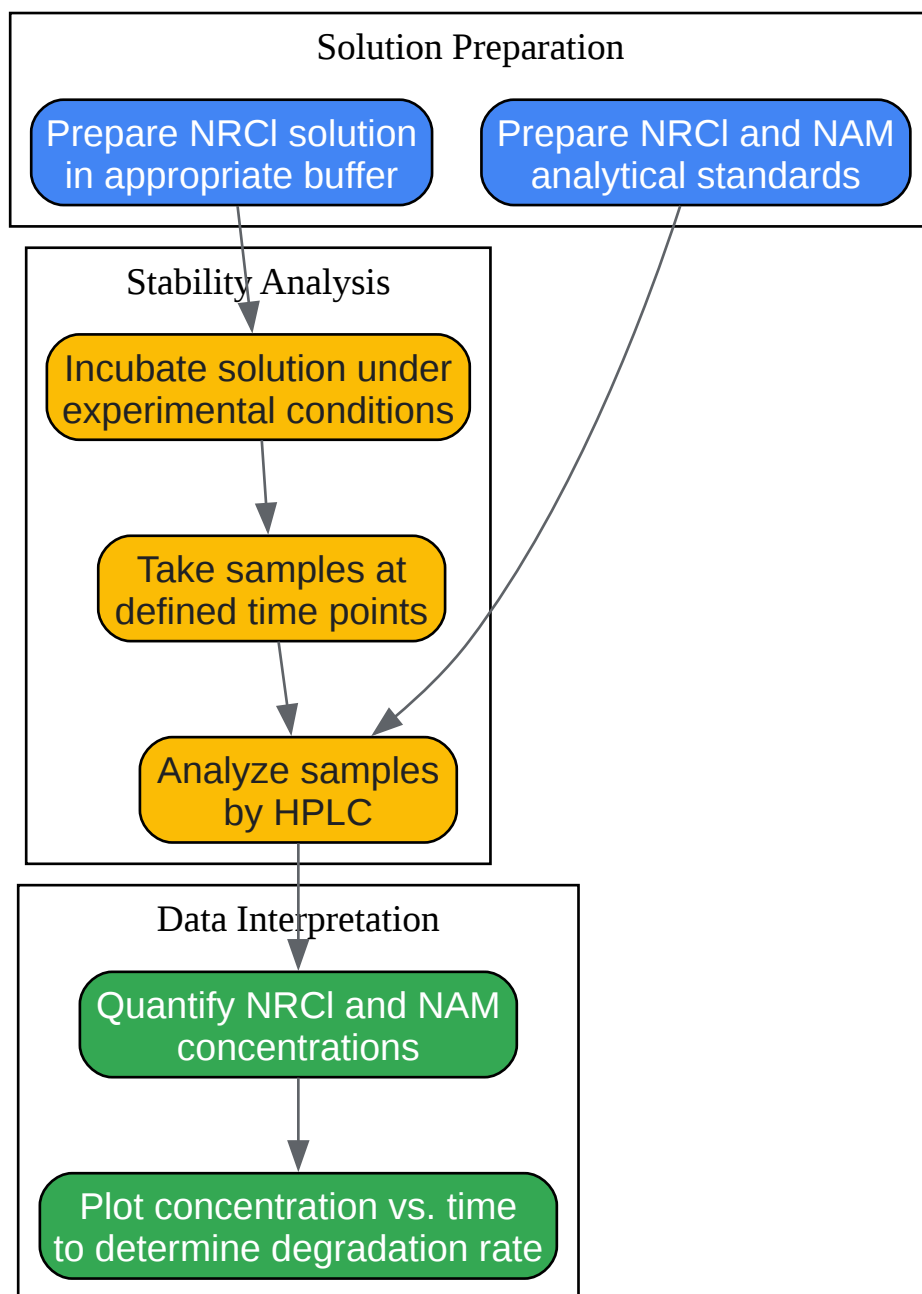 Solution Preparation
Prepare NRCl solution
in appropriate buffer
Prepare NRCl and NAM
analytical standards
Stability Analysis
Incubate solution under
experimental conditions
Take samples at
defined time points
Analyze samples
by HPLC
Data Interpretation
Quantify NRCl and NAM
concentrations
Plot concentration vs. time
to determine degradation rate